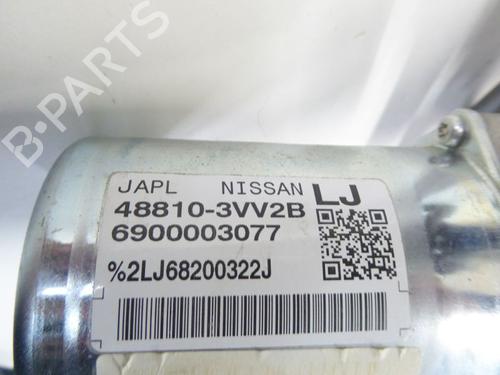 B-PARTS
JAPL NISSAN LJ
48810-3VV2B
6900003077
%2LJ68200322J